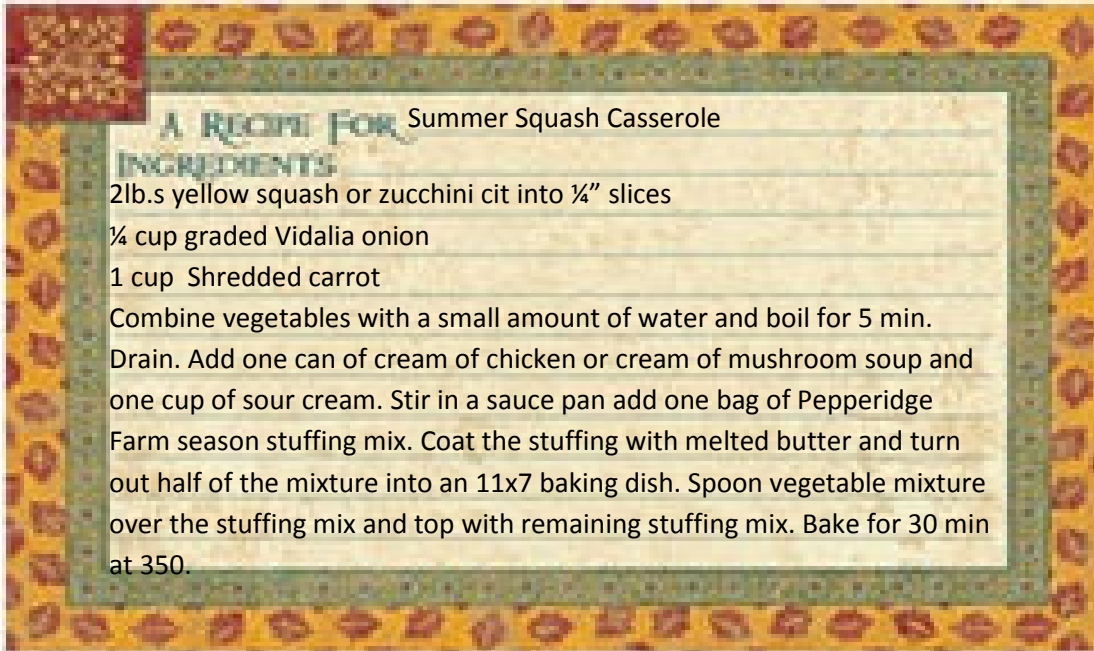 A RECIPE FOR Summer Squash Casserole
INGREDIENTS
2lb.s yellow squash or zucchini cit into ¼” slices
¼ cup graded Vidalia onion
1 cup  Shredded carrot
Combine vegetables with a small amount of water and boil for 5 min.
Drain. Add one can of cream of chicken or cream of mushroom soup and
one cup of sour cream. Stir in a sauce pan add one bag of Pepperidge
Farm season stuffing mix. Coat the stuffing with melted butter and turn
out half of the mixture into an 11x7 baking dish. Spoon vegetable mixture
over the stuffing mix and top with remaining stuffing mix. Bake for 30 min
at 350.